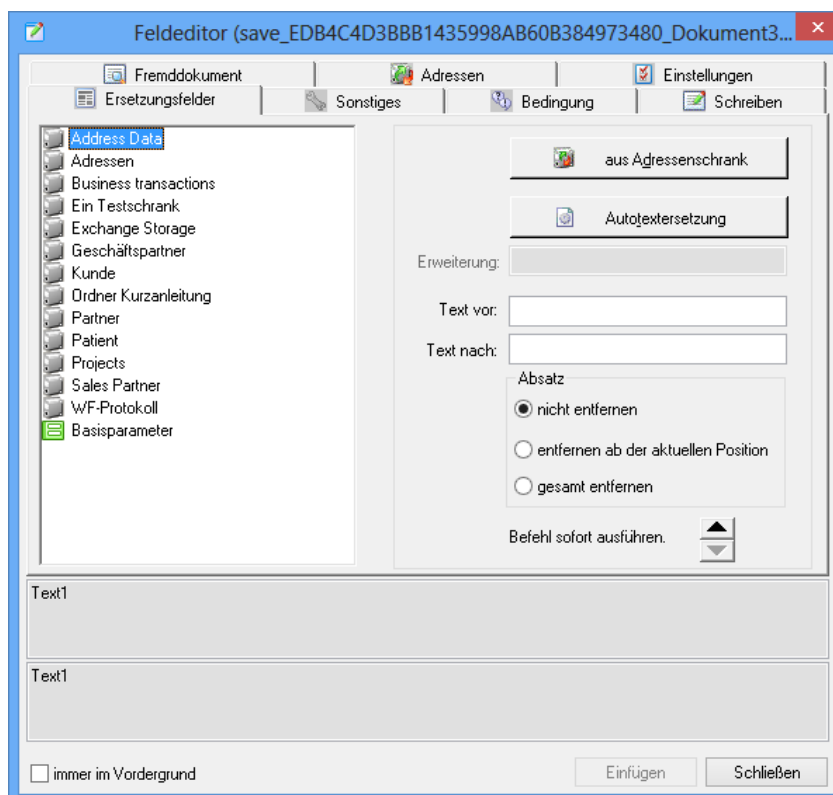 Feldeditor (save_EDB4C4D3BBB1435998AB60B384973480_Dokument3...
Fremddokument
Adressen
Einstellungen
Ersetzungsfelder
Sonstiges
Bedingung
Schreiben
Address Data
Adressen
Business transactions
Ein Testschrank
Exchange Storage
Geschäftspartner
Kunde
Ordner Kurzanleitung
Partner
Patient
Projects
Sales Partner
WF-Protokoll
Basisparameter
aus Adressenschrank
Autotextersetzung
Erweiterung:
Text vor:
Text nach:
Absatz
nicht entfernen
entfernen ab der aktuellen Position
gesamt entfernen
Befehl sofort ausführen.
Text1
Text1
immer im Vordergrund
Einfügen
Schließen